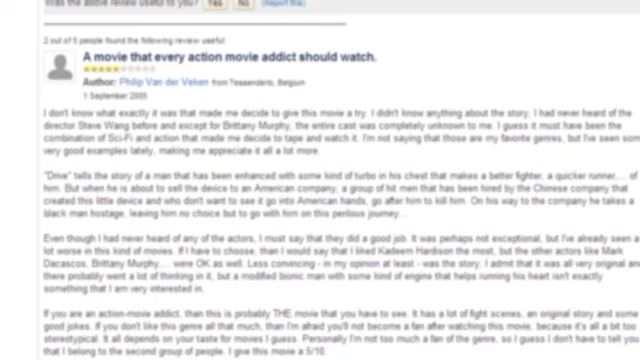 Was the above review useful to you? Yes No (Report this)
2 out of 5 people found the following review useful:
A movie that every action movie addict should watch.
Author: Philip Van der Veken from Tessenderlo, Belgium
1 September 2005
I don't know what exactly it was that made me decide to give this movie a try. I didn't know anything about the story, I had never heard of the
director Steve Wang before and except for Brittany Murphy, the entire cast was completely unknown to me. I guess it must have been the
combination of Sci-Fi and action that made me decide to tape and watch it. I'm not saying that those are my favorite genres, but I've seen som
very good examples lately, making me appreciate it all a lot more.
"Drive" tells the story of a man that has been enhanced with some kind of turbo in his chest that makes a better fighter, a quicker runner,... of
him. But when he is about to sell the device to an American company, a group of hit men that has been hired by the Chinese company that
created this little device and who don't want to see it go into American hands, go after him to kill him. On his way to the company he takes a
black man hostage, leaving him no choice but to go with him on this perilous journey...
Even though I had never heard of any of the actors, I must say that they did a good job. It was perhaps not exceptional, but I've already seen a
lot worse in this kind of movies. If I have to choose, than I would say that I liked Kadeem Hardison the most, but the other actors like Mark
Dacascos, Brittany Murphy,... were OK as well. Less convincing - in my opinion at least - was the story. I admit that it was all very original an
there probably went a lot of thinking in it, but a modified bionic man with some kind of engine that helps running his heart isn't exactly
something that I am very interested in.
If you are an action-movie addict, than this is probably THE movie that you have to see. It has a lot of fight scenes, an original story and some
good jokes. If you don't like this genre all that much, than I'm afraid you'll not become a fan after watching this movie, because it's all a bit too
stereotypical. It all depends on your taste for movies I guess. Personally I'm not too much a fan of the genre, so I guess I don't have to tell you
that I belong to the second group of people. I give this movie a 5/10.